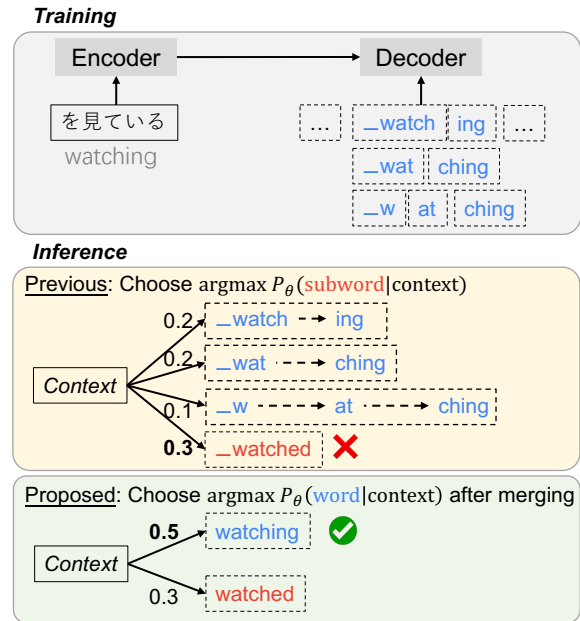 Training
Encoder Decoder
を見ている … _watch ing …
watching
_wat ching
_w at ching
Inference
Previous: Choose argmax Pθ(subword|context)
0.2 _watch ing
0.2 _wat ching
Context
0.1 _w at ching
0.3 _watched
Proposed: Choose argmax Pθ(word|context) after merging
0.5 watching
Context
0.3 watched